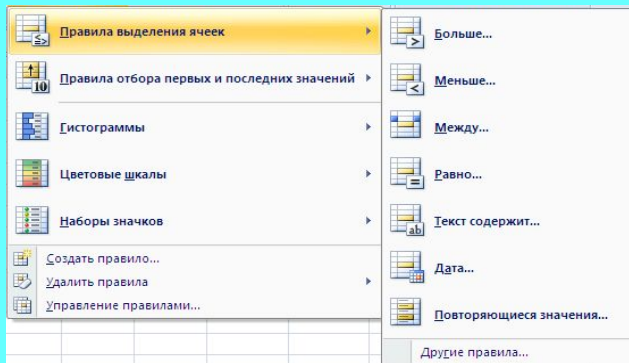 Правила выделения ячеек
Правила отбора первых и последних значений
Гистограммы
Цветовые шкалы
Наборы значков
Создать правило...
Удалить правила
Управление правилами...
Больше...
Меньше...
Между...
Равно...
Текст содержит...
Дата...
Повторяющиеся значения...
Другие правила...